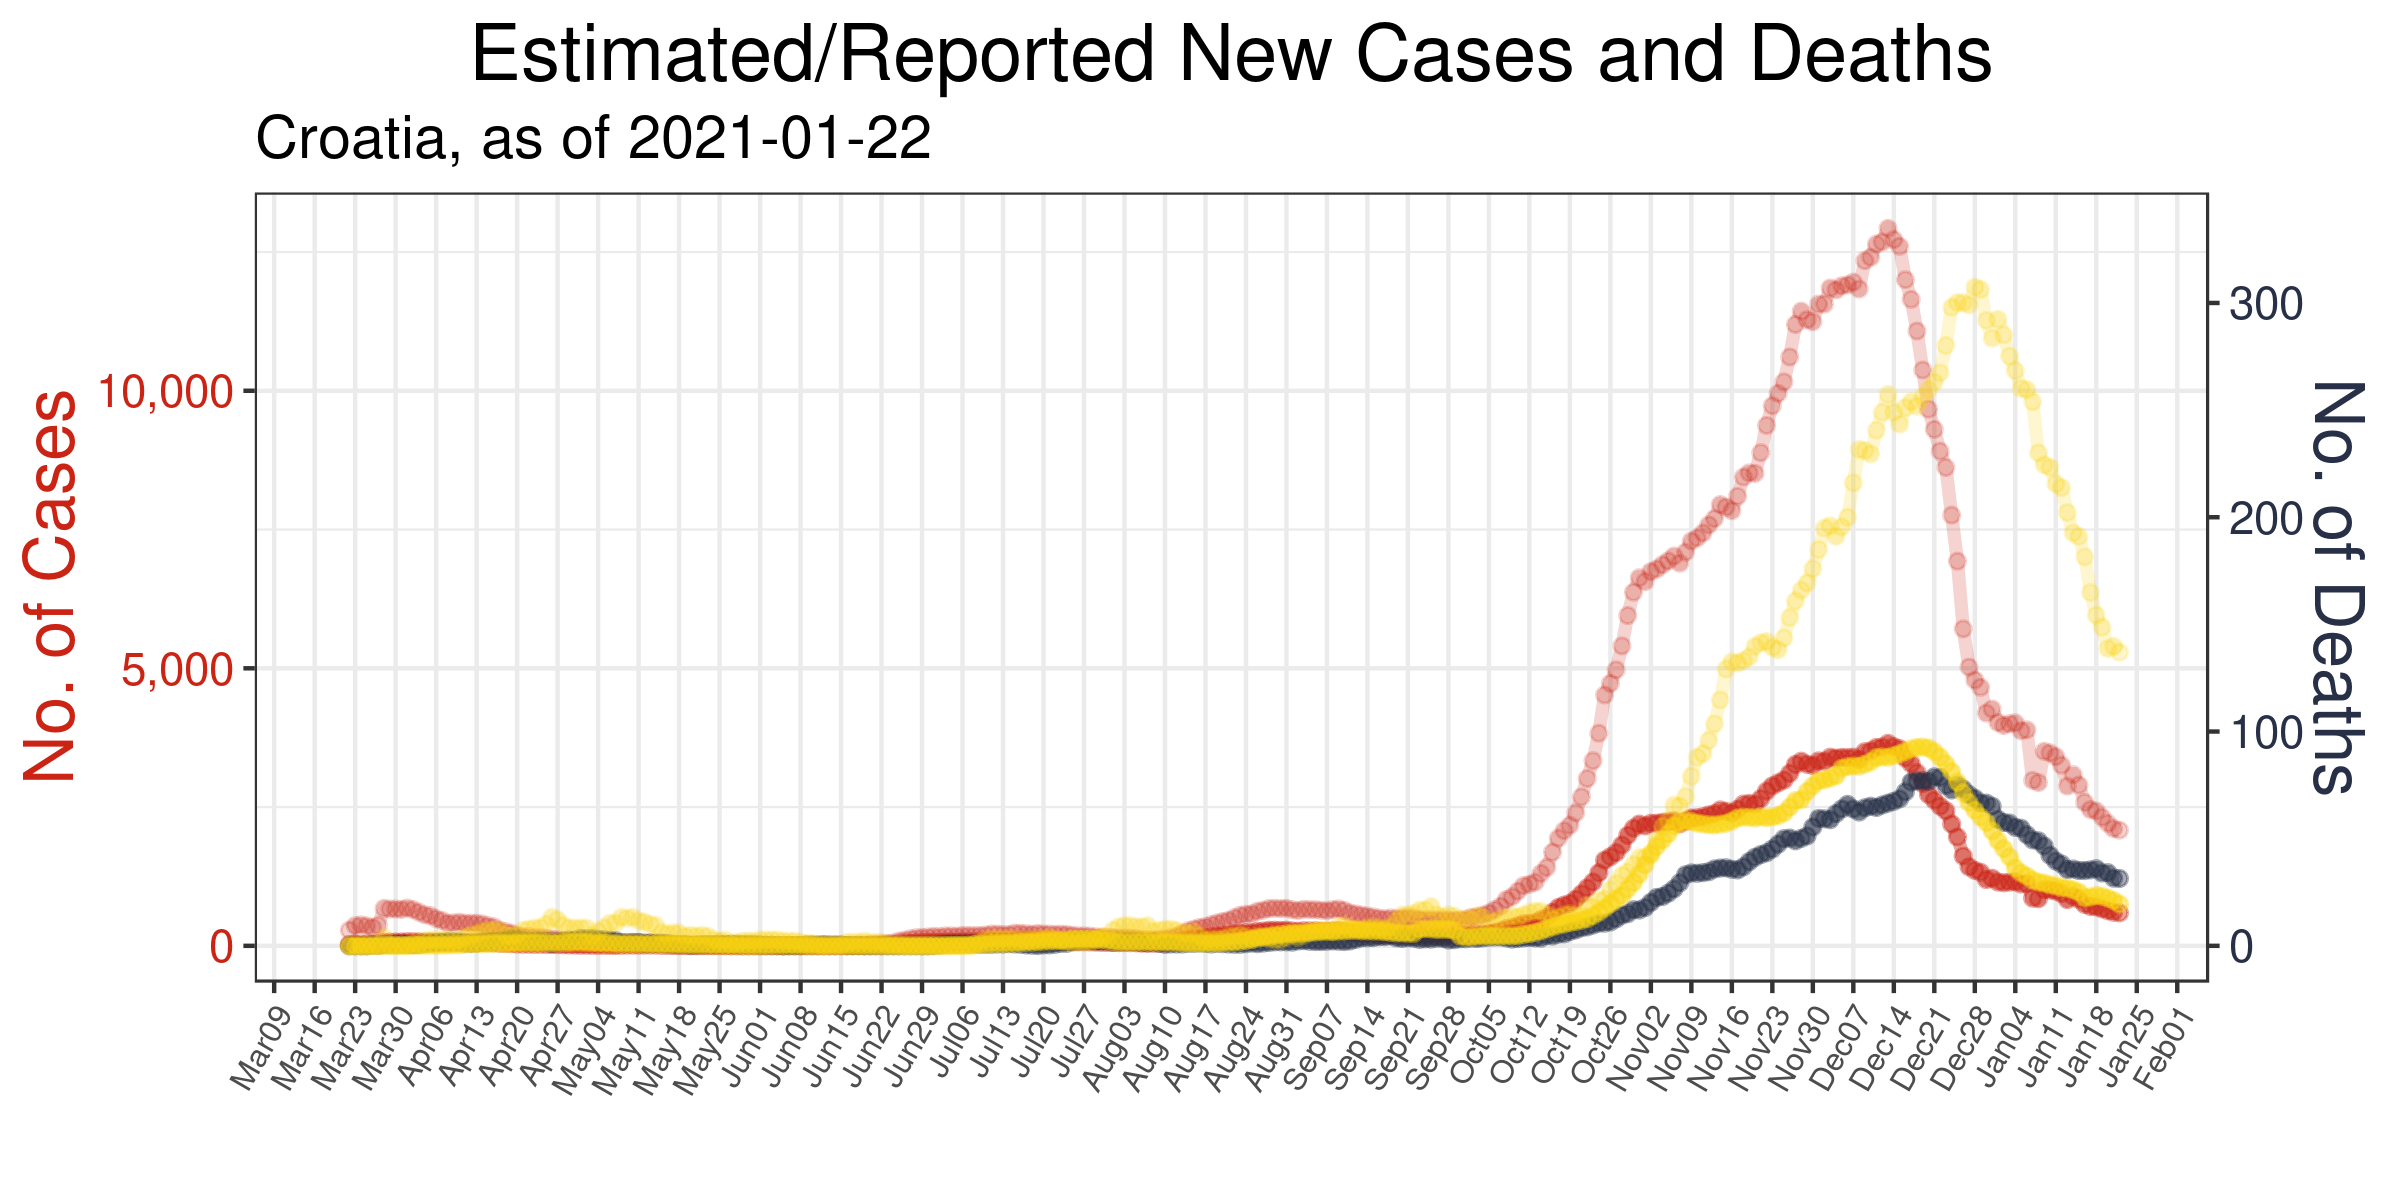 Estimated/Reported New Cases and Deaths
Croatia, as of 2021-01-22
No. of Cases
10,000
5,000
0
No. of Deaths
300
200
100
0
Mar09
Mar16
Mar23
Mar30
Apr06
Apr13
Apr20
Apr27
May04
May11
May18
May25
Jun01
Jun08
Jun15
Jun22
Jun29
Jul06
Jul13
Jul20
Jul27
Aug03
Aug10
Aug17
Aug24
Aug31
Sep07
Sep14
Sep21
Sep28
Oct05
Oct12
Oct19
Oct26
Nov02
Nov09
Nov16
Nov23
Nov30
Dec07
Dec14
Dec21
Dec28
Jan04
Jan11
Jan18
Jan25
Feb01